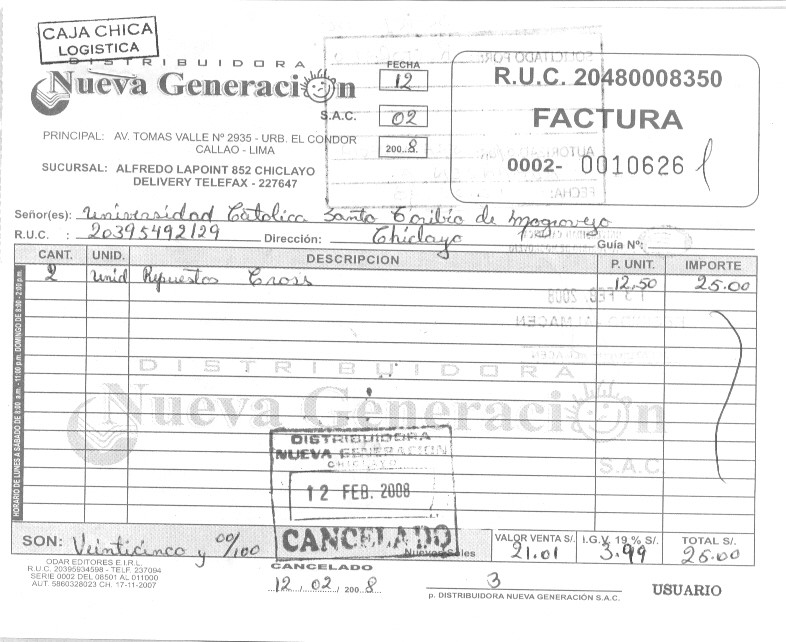 CAJA CHICA
LOGISTICA
DISTRIBUIDORA
Nueva Generación
S.A.C.
PRINCIPAL: AV. TOMAS VALLE Nº 2935 - URB. EL CONDOR
CALLAO - LIMA
SUCURSAL: ALFREDO LAPOINT 852 CHICLAYO
DELIVERY TELEFAX - 227647
FECHA
12
02
200 8
R.U.C. 20480008350
FACTURA
0002- 0010626
Señor(es): Universidad Catolica Santo Toribio de Mogrovejo
R.U.C. : 20395492129 Dirección: Chiclayo Guía Nº:
CANT. UNID. DESCRIPCION P. UNIT. IMPORTE
2 Unid Repuestos Cross 12.50 25.00
HORARIO DE LUNES A SABADO DE 8:00 a.m. - 11:00 p.m. DOMINGO DE 8:00 - 2:00 p.m.
DISTRIBUIDORA
Nueva Generación
S.A.C.
DISTRIBUIDORA
NUEVA GENERACION
CHICLAYO
12 FEB. 2008
CANCELADO
SON: Veinticinco y 00/100 Nuevos Soles
VALOR VENTA S/. 21.01
I.G.V. 19 % S/. 3.99
TOTAL S/. 25.00
ODAR EDITORES E.I.R.L.
R.U.C. 20395934598 - TELF. 237094
SERIE 0002 DEL 08501 AL 011000
AUT. 5860328023 CH. 17-11-2007
CANCELADO
12 02 200 8
3
p. DISTRIBUIDORA NUEVA GENERACIÓN S.A.C.
USUARIO